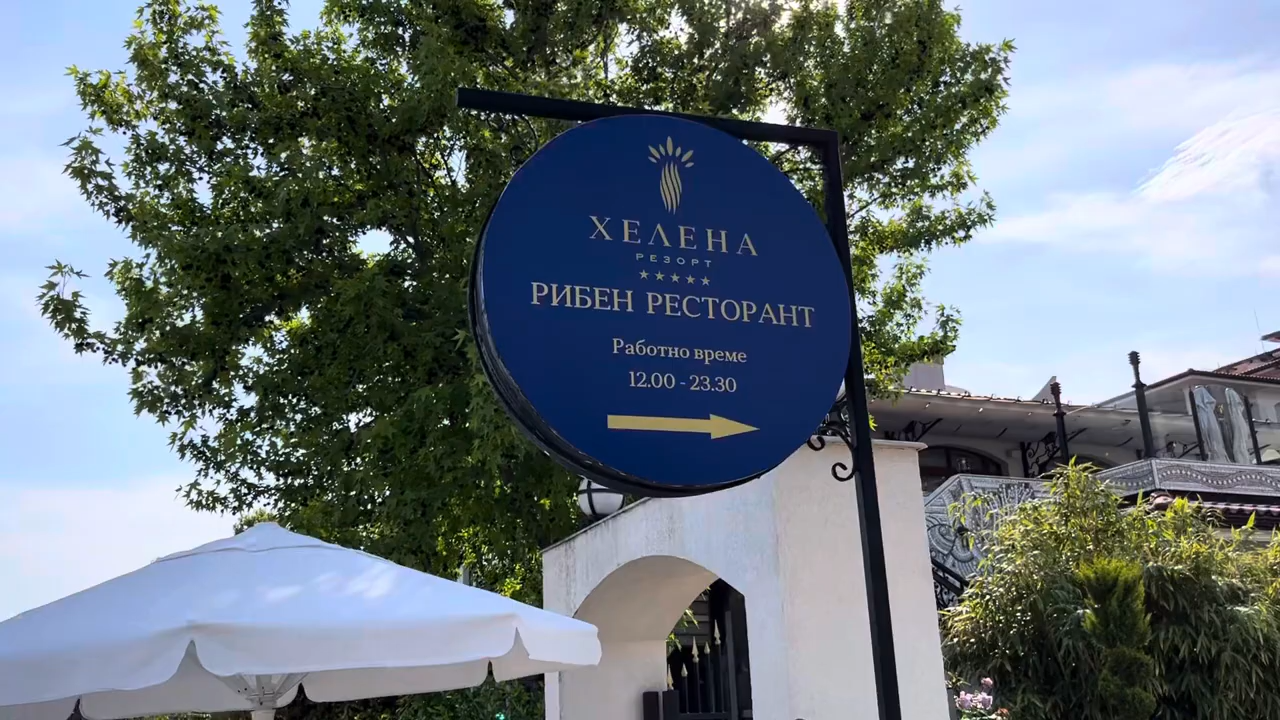 ХЕЛЕНА
РЕЗОРТ
РИБЕН РЕСТОРАНТ
Работно време
12.00 - 23.30